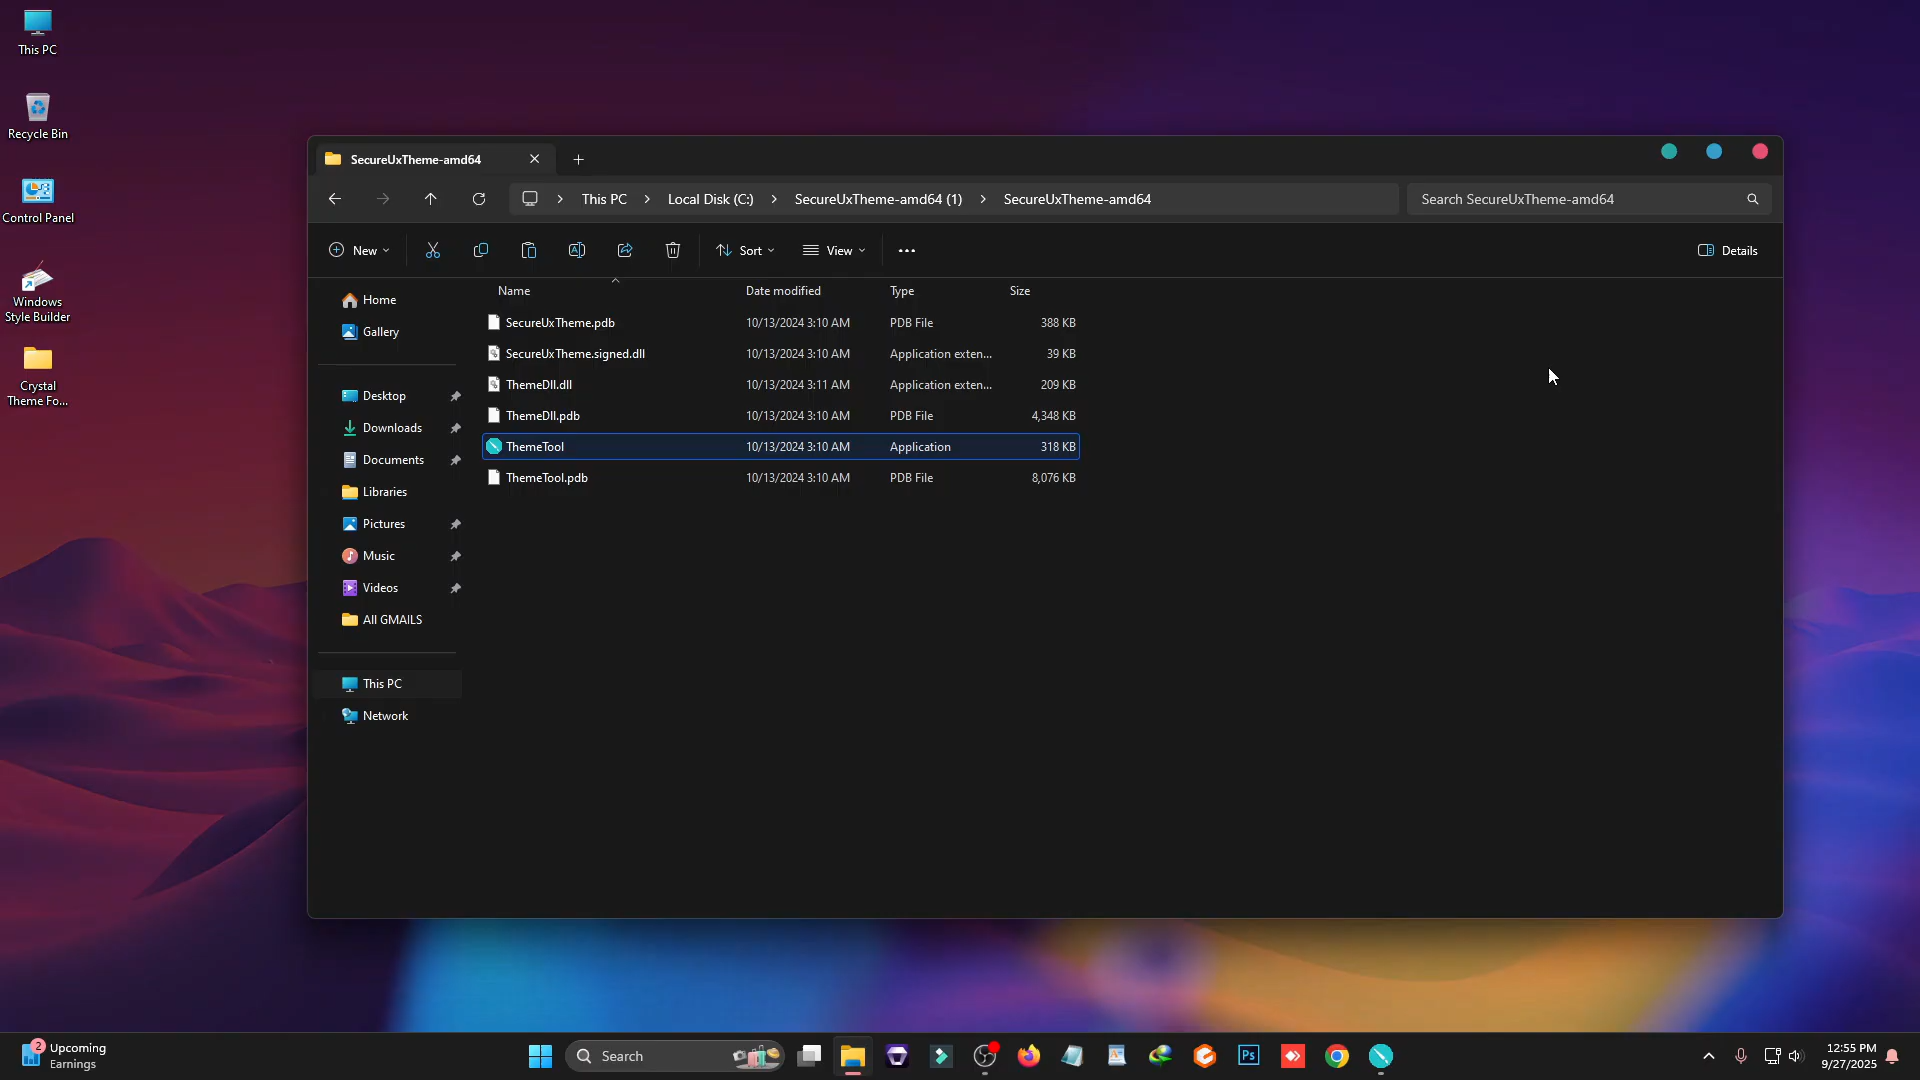 This PC
Recycle Bin
Control Panel
Windows
Style Builder
Crystal
Theme Fo...
SecureUxTheme-amd64
This PC
Local Disk (C:)
SecureUxTheme-amd64 (1)
SecureUxTheme-amd64
Search SecureUxTheme-amd64
New
Sort
View
Details
Home
Gallery
Desktop
Downloads
Documents
Libraries
Pictures
Music
Videos
All GMAILS
This PC
Network
Name Date modified Type Size
SecureUxTheme.pdb 10/13/2024 3:10 AM PDB File 388 KB
SecureUxTheme.signed.dll 10/13/2024 3:10 AM Application exten... 39 KB
ThemeDll.dll 10/13/2024 3:11 AM Application exten... 209 KB
ThemeDll.pdb 10/13/2024 3:10 AM PDB File 4,348 KB
ThemeTool 10/13/2024 3:10 AM Application 318 KB
ThemeTool.pdb 10/13/2024 3:10 AM PDB File 8,076 KB
2
Upcoming
Earnings
Search
Ps
12:55 PM
9/27/2025